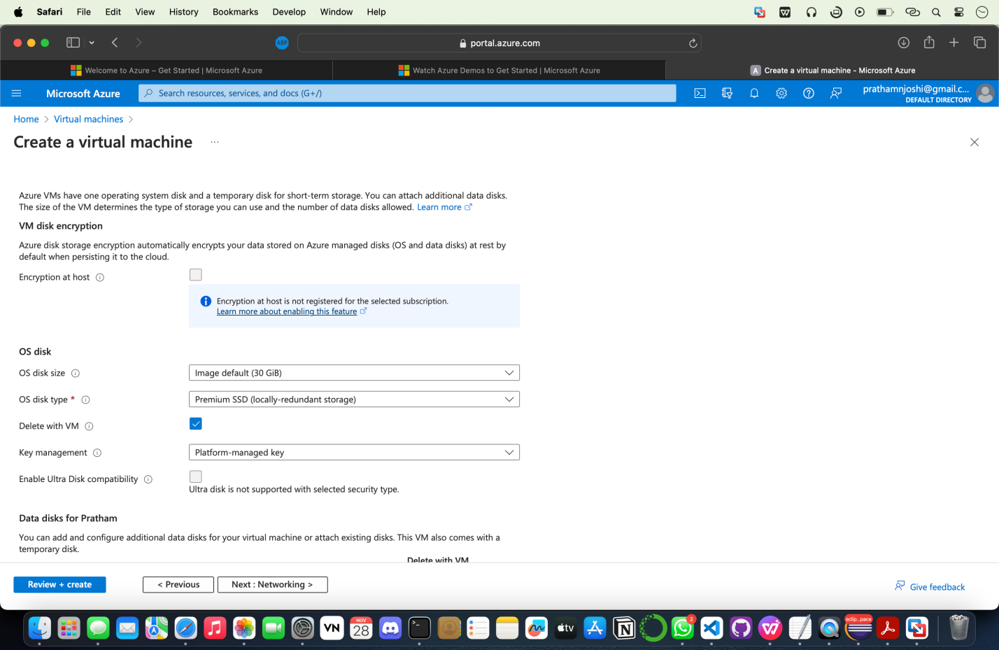 Safari File Edit View History Bookmarks Develop Window Help
ABP portal.azure.com
Welcome to Azure – Get Started | Microsoft Azure
Watch Azure Demos to Get Started | Microsoft Azure
A Create a virtual machine - Microsoft Azure
Microsoft Azure
Search resources, services, and docs (G+/)
prathamnjoshi@gmail.c...
DEFAULT DIRECTORY
Home > Virtual machines >
Create a virtual machine ...
Azure VMs have one operating system disk and a temporary disk for short-term storage. You can attach additional data disks.
The size of the VM determines the type of storage you can use and the number of data disks allowed. Learn more
VM disk encryption
Azure disk storage encryption automatically encrypts your data stored on Azure managed disks (OS and data disks) at rest by
default when persisting it to the cloud.
Encryption at host
Encryption at host is not registered for the selected subscription.
Learn more about enabling this feature
OS disk
OS disk size
Image default (30 GiB)
OS disk type *
Premium SSD (locally-redundant storage)
Delete with VM
Key management
Platform-managed key
Enable Ultra Disk compatibility
Ultra disk is not supported with selected security type.
Data disks for Pratham
You can add and configure additional data disks for your virtual machine or attach existing disks. This VM also comes with a
temporary disk.
Delete with VM
Review + create
< Previous
Next : Networking >
Give feedback
VN
NOV
28
tv
2
eclip...pace